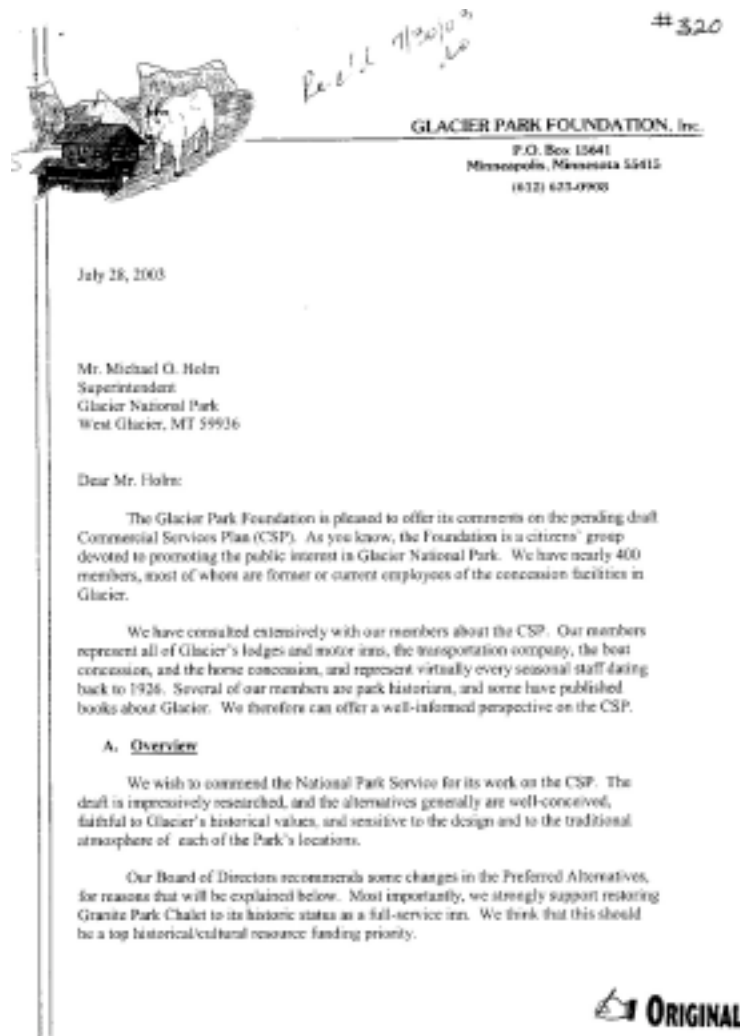 #320
Rec'd 7/30/03
GLACIER PARK FOUNDATION, Inc.
P.O. Box 15641
Minneapolis, Minnesota 55415
(612) 623-0908
July 28, 2003
Mr. Michael O. Holm
Superintendent
Glacier National Park
West Glacier, MT 59936
Dear Mr. Holm:
The Glacier Park Foundation is pleased to offer its comments on the pending draft
Commercial Services Plan (CSP). As you know, the Foundation is a citizens' group
devoted to promoting the public interest in Glacier National Park. We have nearly 400
members, most of whom are former or current employees of the concession facilities in
Glacier.
We have consulted extensively with our members about the CSP. Our members
represent all of Glacier's lodges and motor inns, the transportation company, the boat
concession, and the horse concession, and represent virtually every seasonal staff dating
back to 1926. Several of our members are park historians, and some have published
books about Glacier. We therefore can offer a well-informed perspective on the CSP.
A. Overview
We wish to commend the National Park Service for its work on the CSP. The
draft is impressively researched, and the alternatives generally are well-conceived,
faithful to Glacier's historical values, and sensitive to the design and to the traditional
atmosphere of each of the Park's locations.
Our Board of Directors recommends some changes in the Preferred Alternatives,
for reasons that will be explained below. Most importantly, we strongly support restoring
Granite Park Chalet to its historic status as a full-service inn. We think that this should
be a top historical/cultural resource funding priority.
ORIGINAL